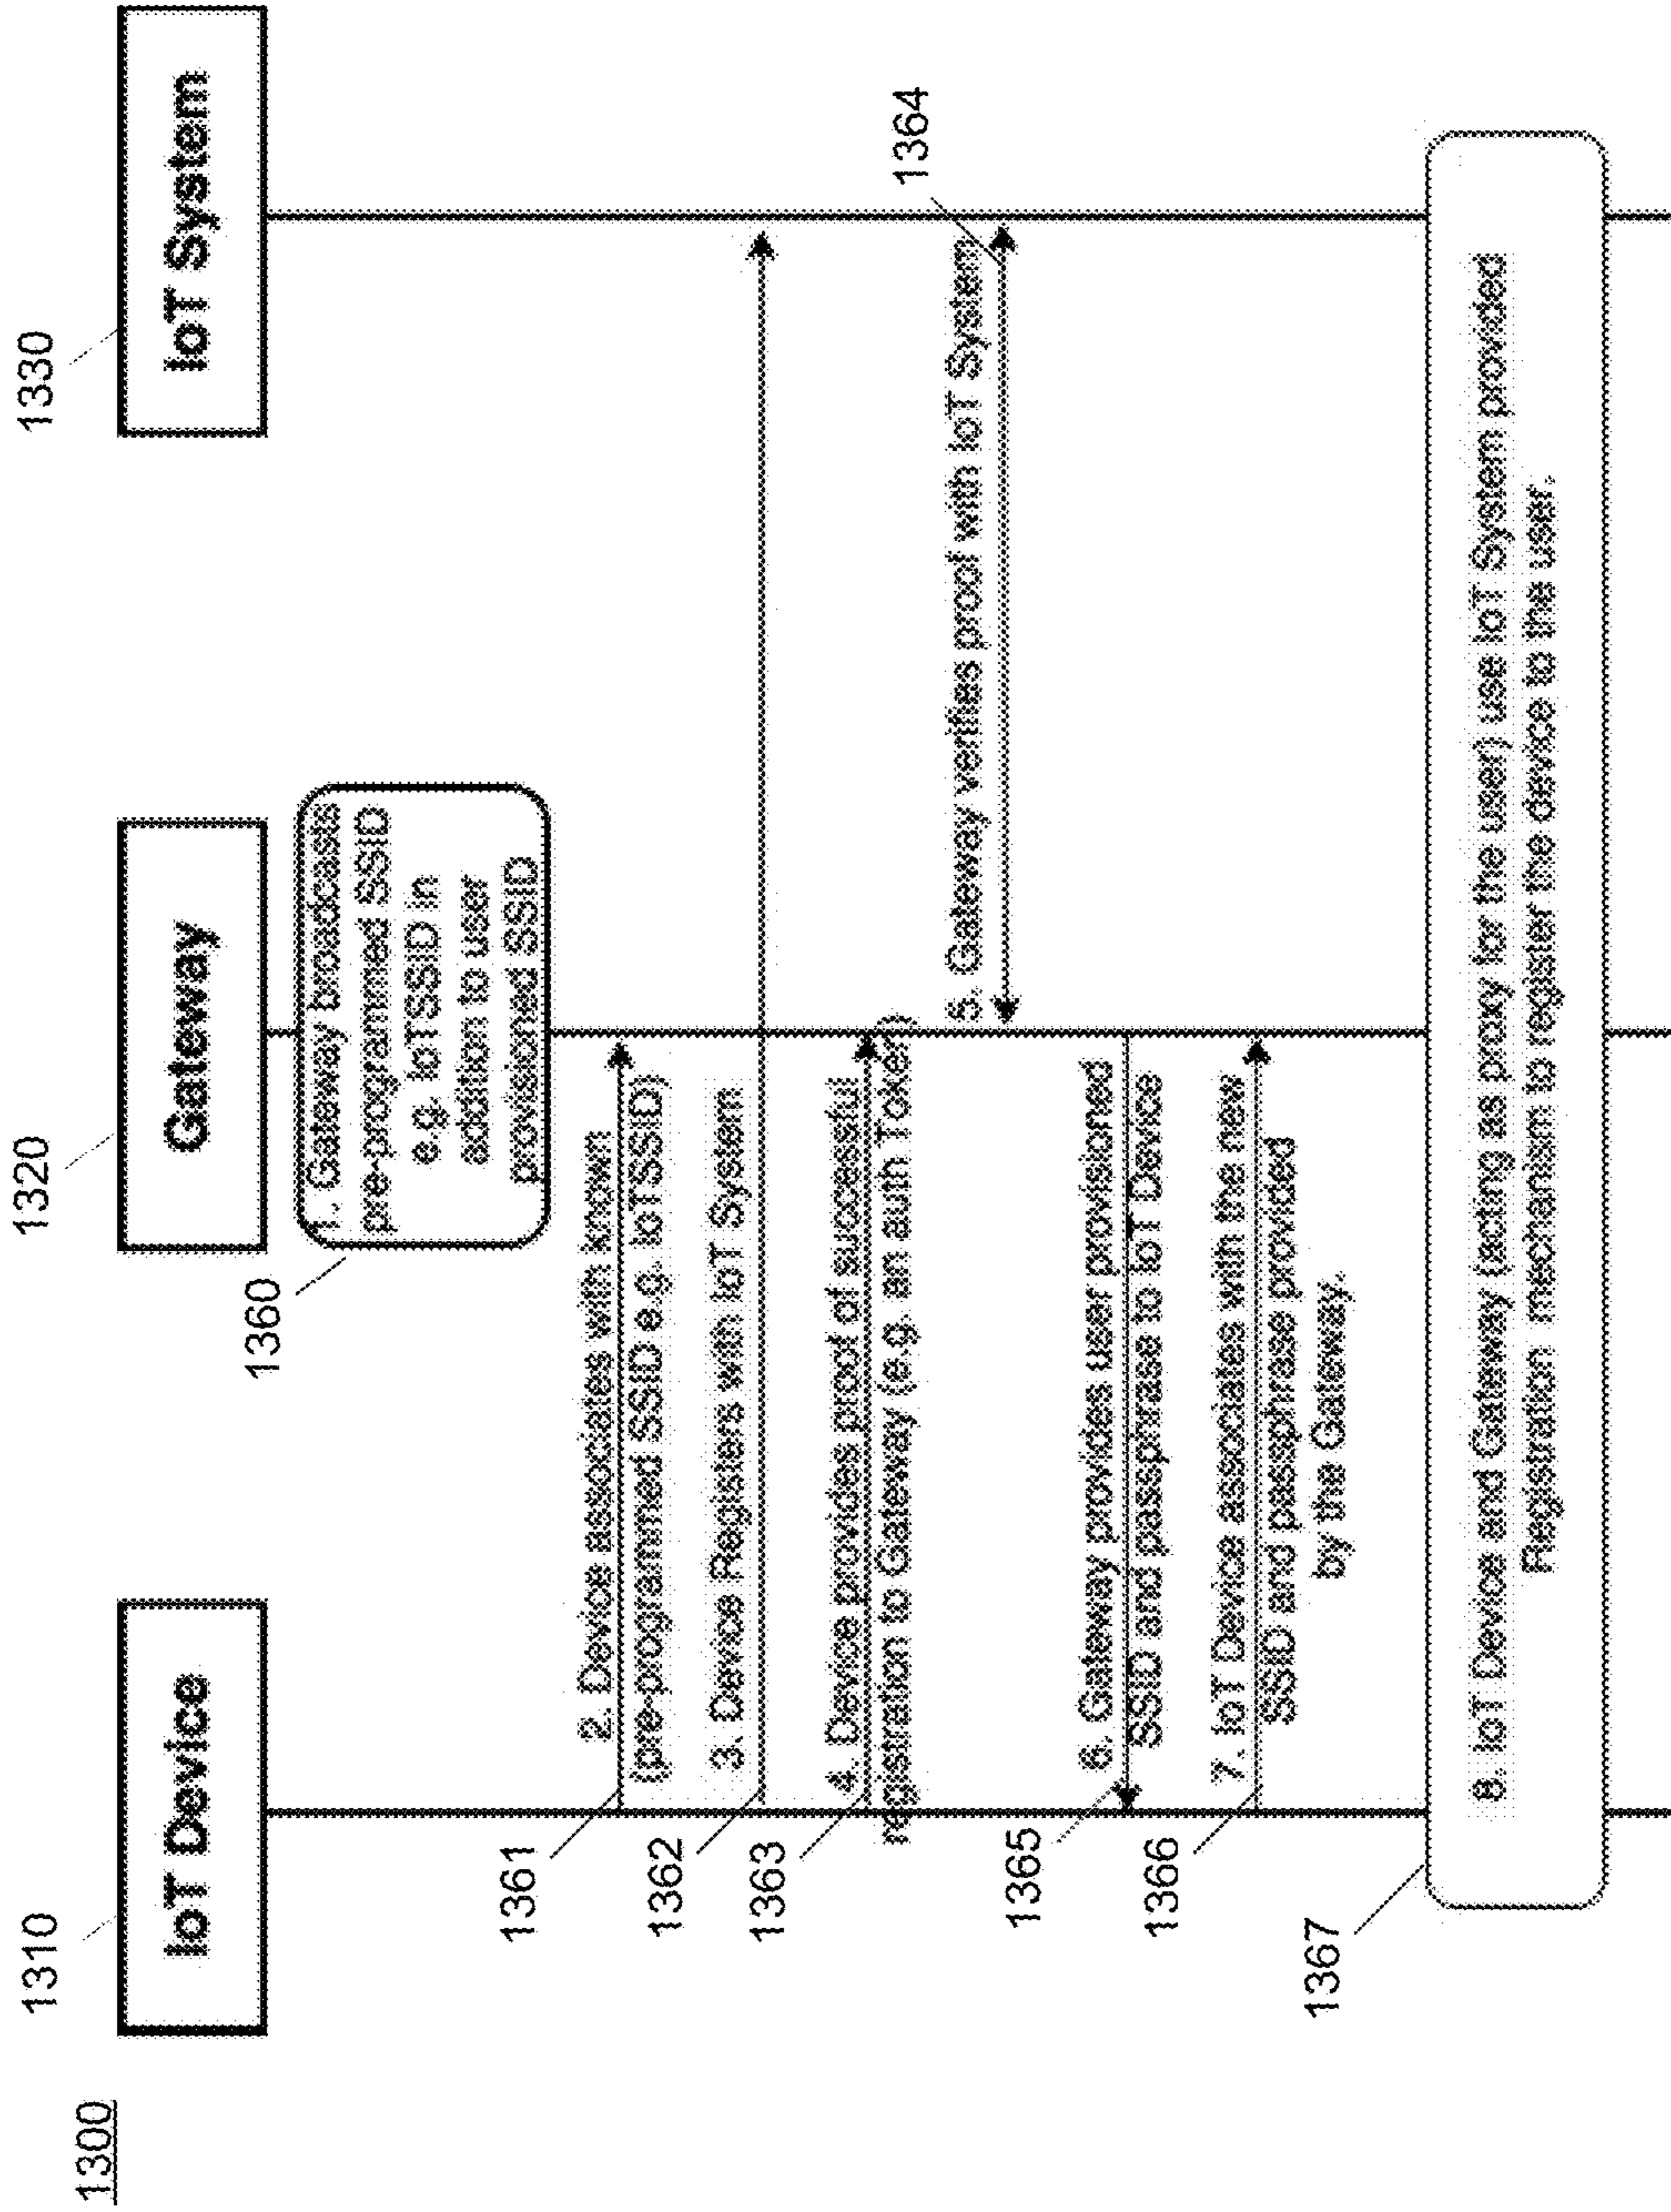 1300
1310
1320
1330
IoT Device
Gateway
IoT System
1360
1. Gateway broadcasts
pre-programmed SSID
e.g. IoTSSID in
addition to user
provisioned SSID
1361
2. Device associates with known
(pre-programmed SSID e.g. IoTSSID)
1362
3. Device Registers with IoT System
1363
4. Device provides proof of successful
registration to Gateway (e.g. an auth Token)
1364
5. Gateway verifies proof with IoT System
1365
6. Gateway provides user provisioned
SSID and passphrase to IoT Device
1366
7. IoT Device associates with the new
SSID and passphrase provided
by the Gateway.
1367
8. IoT Device and Gateway (acting as proxy for the user) use IoT System provided
Registration mechanism to register the device to the user.